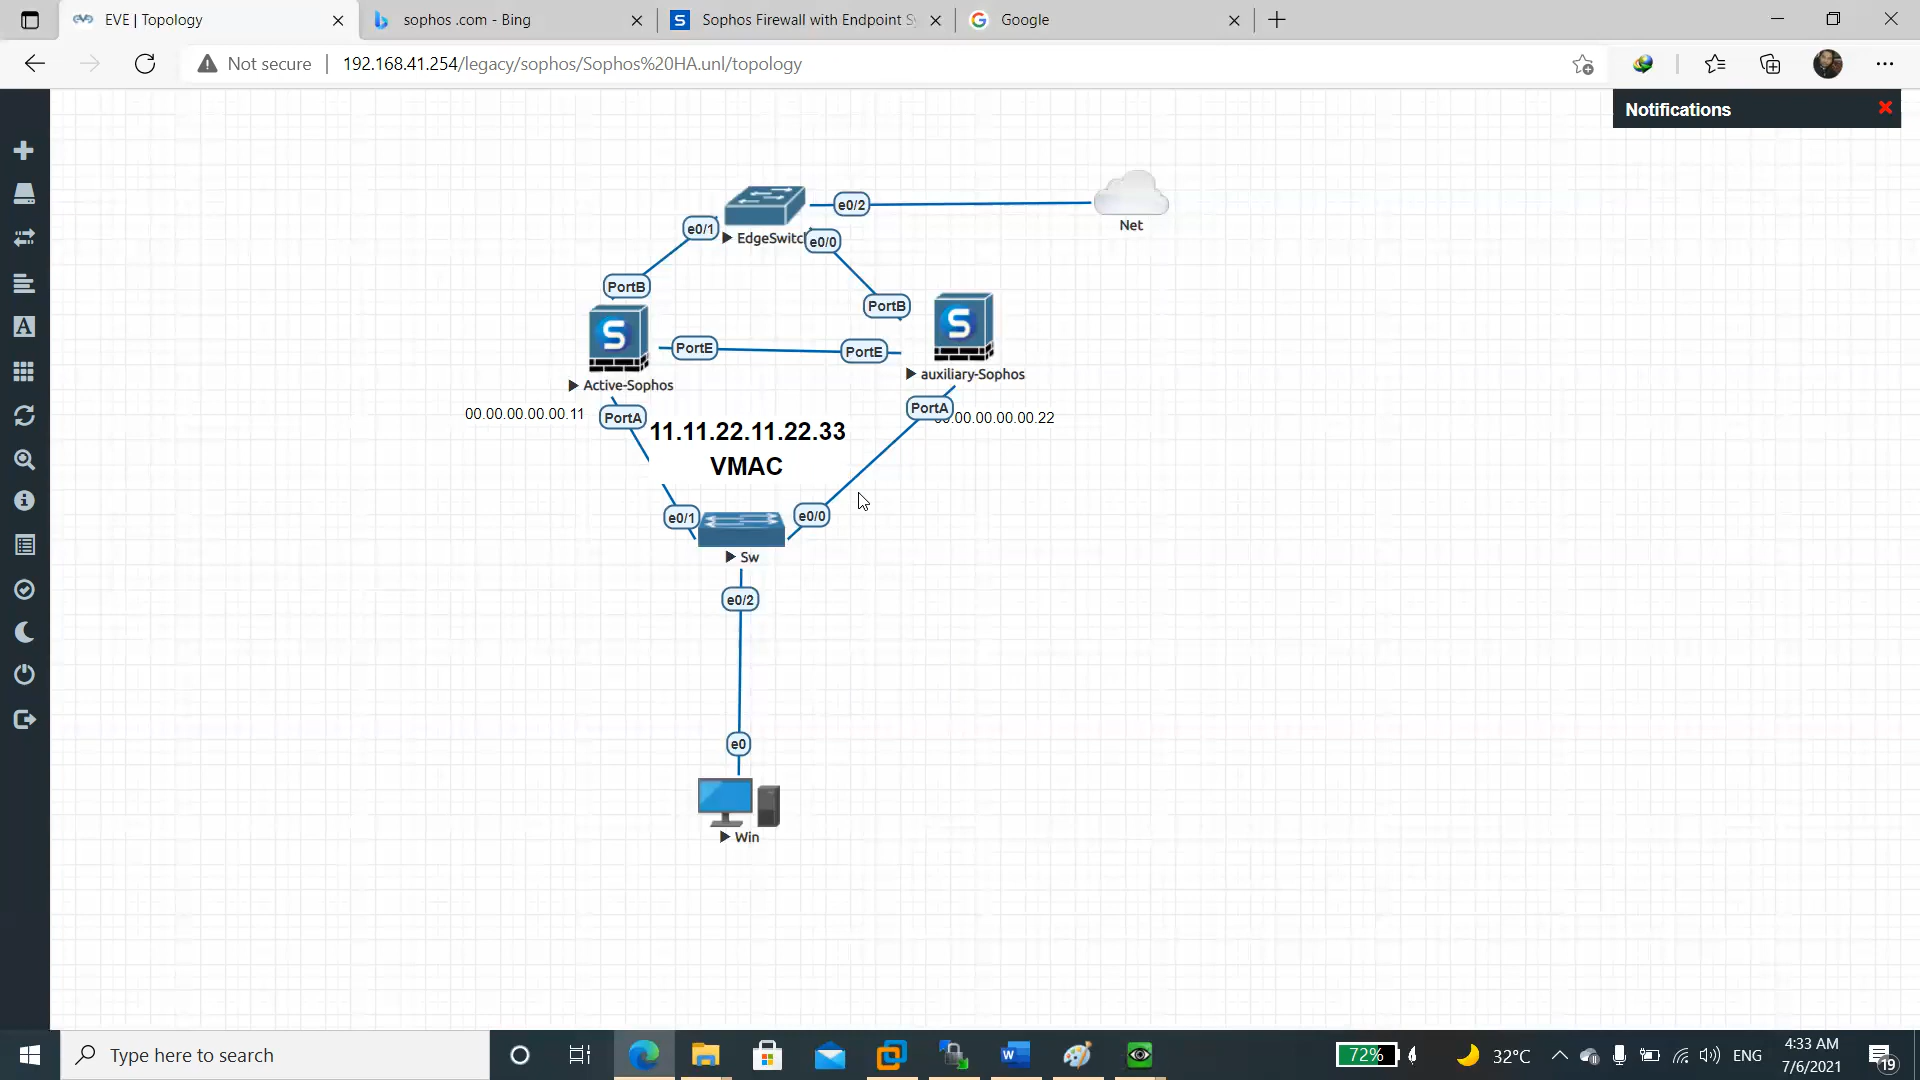 EVE | Topology
sophos .com - Bing
Sophos Firewall with Endpoint S
Google
Not secure
192.168.41.254/legacy/sophos/Sophos%20HA.unl/topology
Notifications
e0/2
Net
e0/1
EdgeSwitc
e0/0
PortB
PortB
S
S
PortE
PortE
Active-Sophos
auxiliary-Sophos
00.00.00.00.00.11
PortA
PortA
00.00.00.00.22
11.11.22.11.22.33
VMAC
e0/1
e0/0
Sw
e0/2
e0
Win
Type here to search
72%
32°C
ENG
4:33 AM
7/6/2021
19